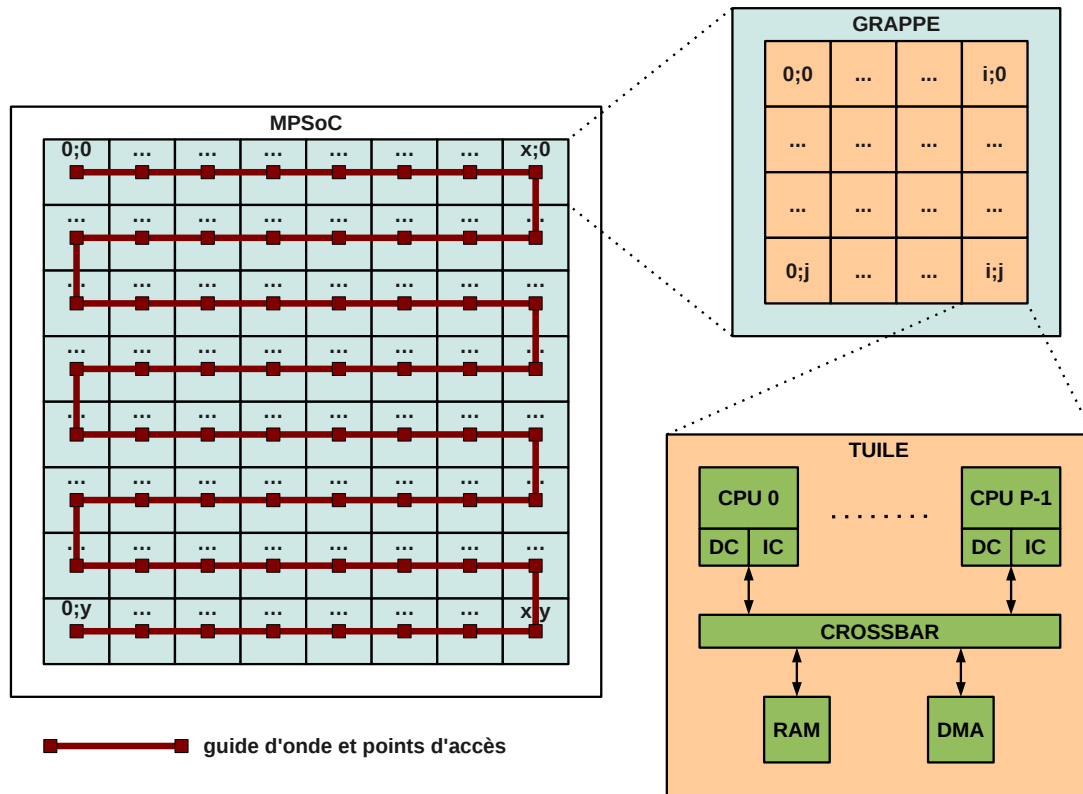 MPSoC
0;0 ... ... ... ... ... ... x;0
... ... ... ... ... ... ... ...
... ... ... ... ... ... ... ...
... ... ... ... ... ... ... ...
... ... ... ... ... ... ... ...
... ... ... ... ... ... ... ...
... ... ... ... ... ... ... ...
0;y ... ... ... ... ... ... x;y
guide d'onde et points d'accès
GRAPPE
0;0 ... ... i;0
... ... ... ...
... ... ... ...
0;j ... ... i;j
TUILE
CPU 0 ........ CPU P-1
DC IC DC IC
CROSSBAR
RAM DMA